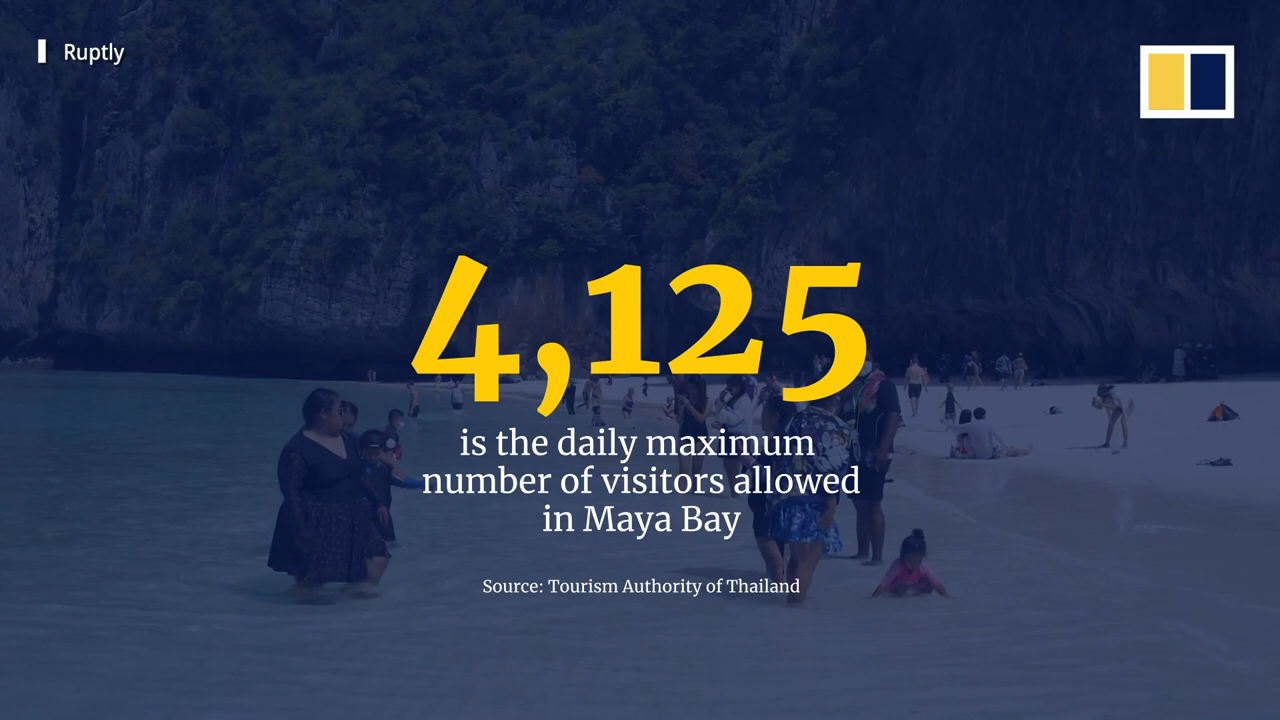 Ruptly
4,125
is the daily maximum
number of visitors allowed
in Maya Bay
Source: Tourism Authority of Thailand